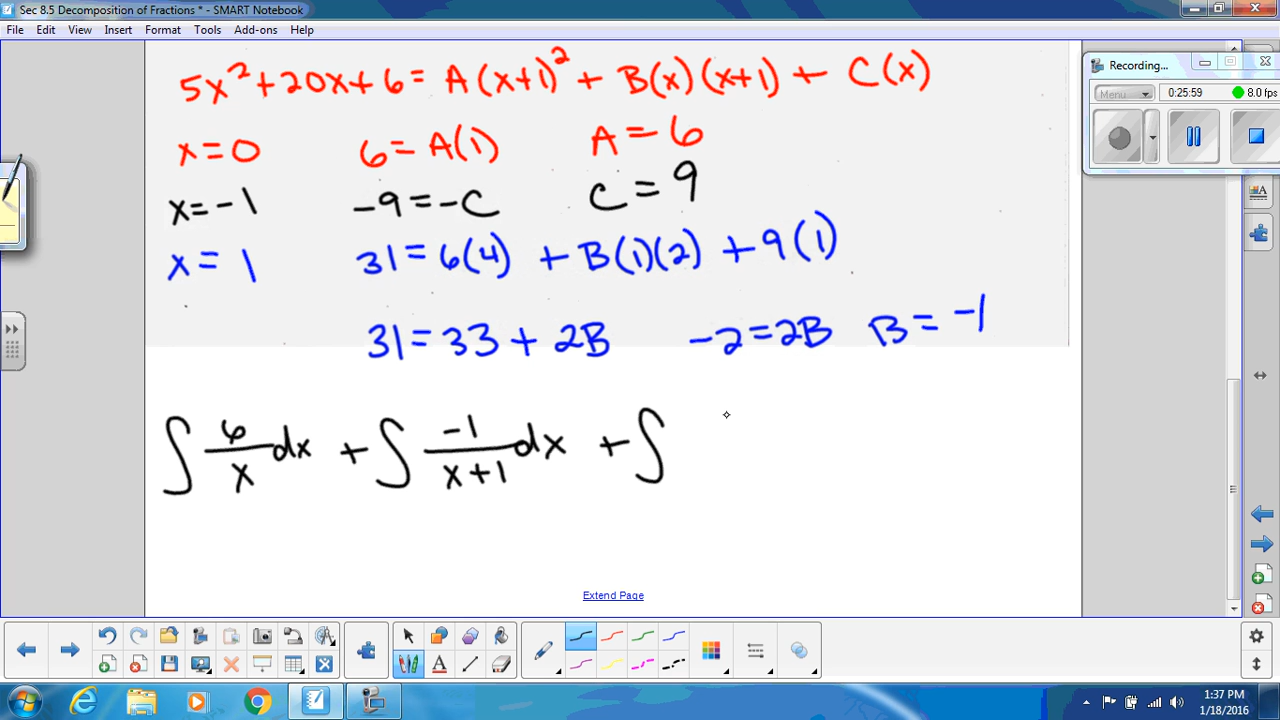 Sec 8.5 Decomposition of Fractions * - SMART Notebook
File Edit View Insert Format Tools Add-ons Help
Recording...
Menu 0:25:59 8.0 fps
5x²+20x+6= A(x+1)² + B(x)(x+1) + C(x)
x=0 6=A(1) A=6
x=-1 -9=-C C=9
x=1 31=6(4) +B(1)(2) +9(1)
31=33+2B -2=2B B=-1
∫ 6/x dx + ∫ -1/x+1 dx + ∫
Extend Page
1:37 PM
1/18/2016